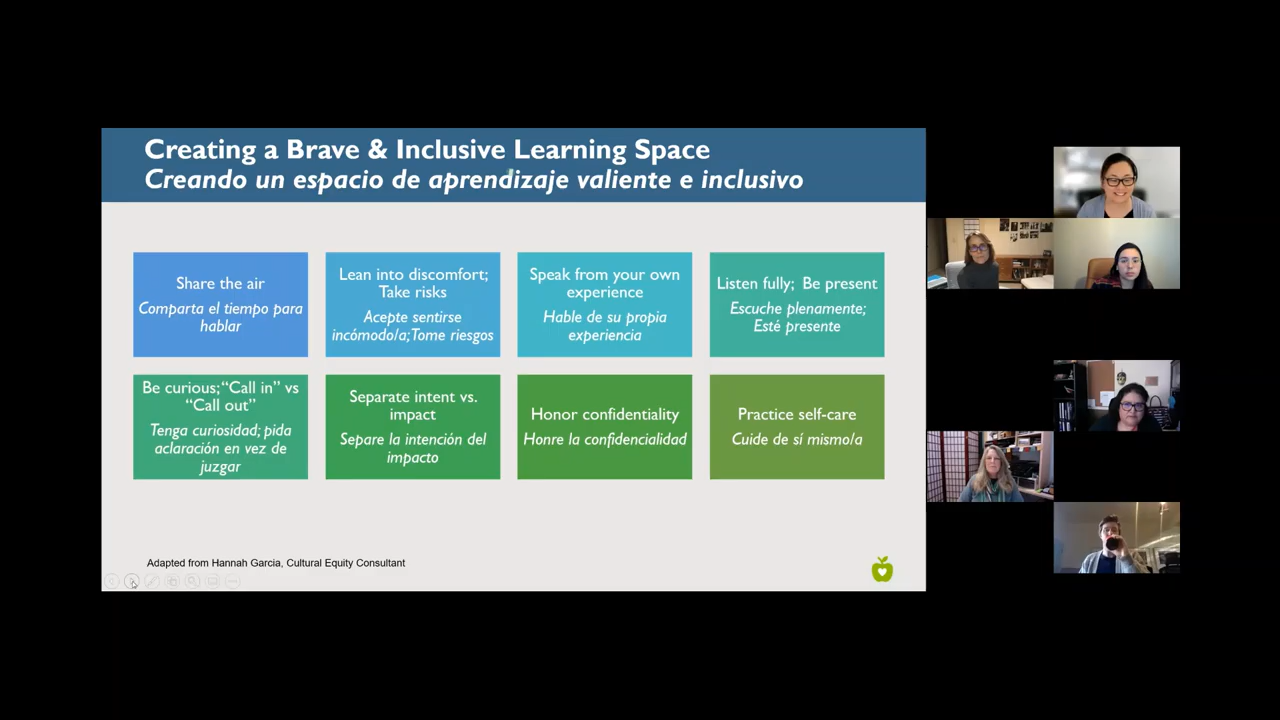 Creating a Brave & Inclusive Learning Space
Creando un espacio de aprendizaje valiente e inclusivo
Share the air
Comparta el tiempo para
hablar
Lean into discomfort;
Take risks
Acepte sentirse
incómodo/a;Tome riesgos
Speak from your own
experience
Hable de su propia
experiencia
Listen fully; Be present
Escuche plenamente;
Esté presente
Be curious;“Call in” vs
“Call out”
Tenga curiosidad; pida
aclaración en vez de
juzgar
Separate intent vs.
impact
Separe la intención del
impacto
Honor confidentiality
Honre la confidencialidad
Practice self-care
Cuide de sí mismo/a
Adapted from Hannah Garcia, Cultural Equity Consultant